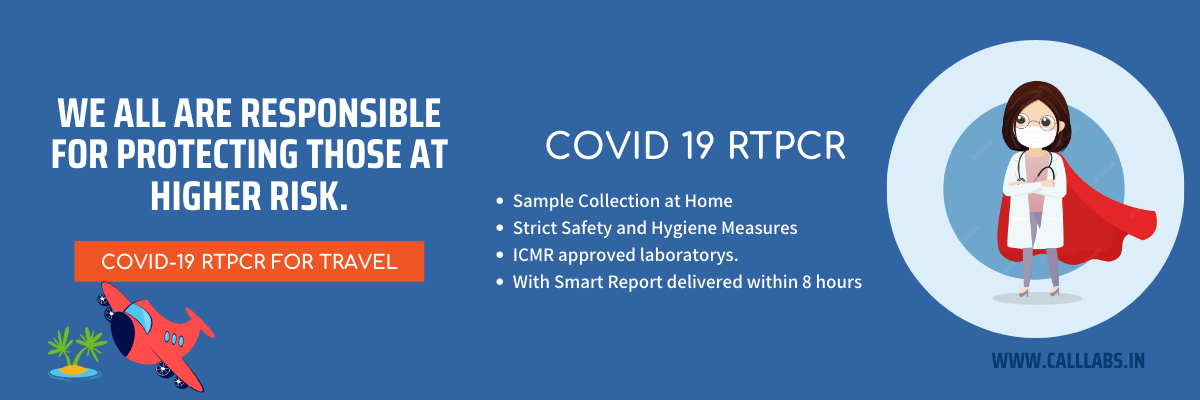 WE ALL ARE RESPONSIBLE
FOR PROTECTING THOSE AT
HIGHER RISK.
COVID-19 RTPCR FOR TRAVEL
COVID 19 RTPCR
• Sample Collection at Home
• Strict Safety and Hygiene Measures
• ICMR approved laboratorys.
• With Smart Report delivered within 8 hours
WWW.CALLLABS.IN